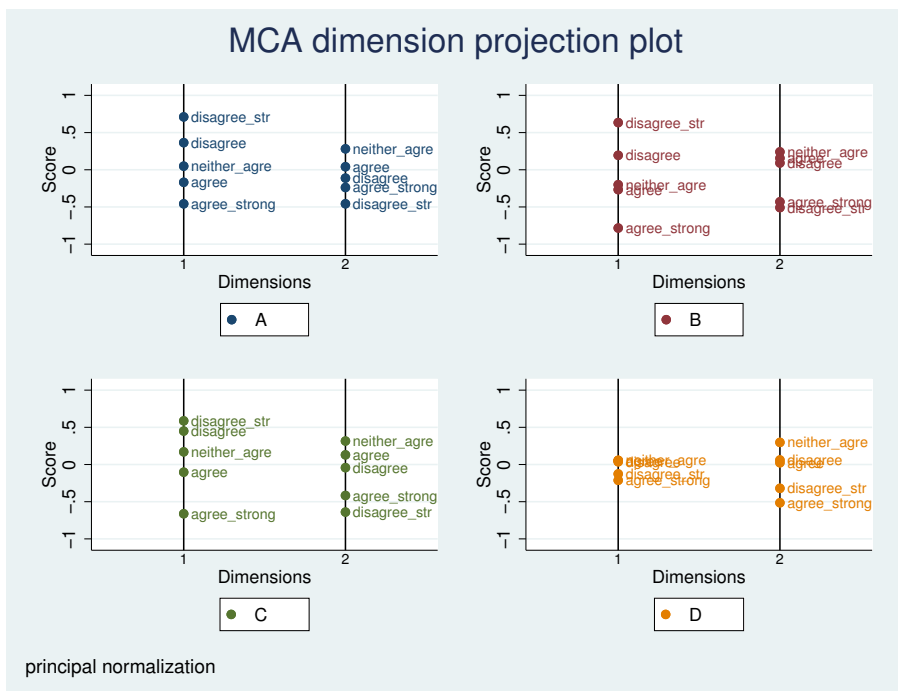 MCA dimension projection plot
Score
1
.5
0
−.5
−1
disagree_str
disagree
neither_agre
agree
agree_strong
neither_agre
agree
disagree
agree_strong
disagree_str
1
2
Dimensions
A
Score
1
.5
0
−.5
−1
disagree_str
disagree
neither_agre
agree
agree_strong
neither_agre
agree
disagree
agree_strong
disagree_str
1
2
Dimensions
B
Score
1
.5
0
−.5
−1
disagree_str
disagree
neither_agre
agree
agree_strong
neither_agre
agree
disagree
agree_strong
disagree_str
1
2
Dimensions
C
Score
1
.5
0
−.5
−1
neither_agre
disagree
disagree_str
agree_strong
neither_agre
disagree
agree
disagree_str
agree_strong
1
2
Dimensions
D
principal normalization